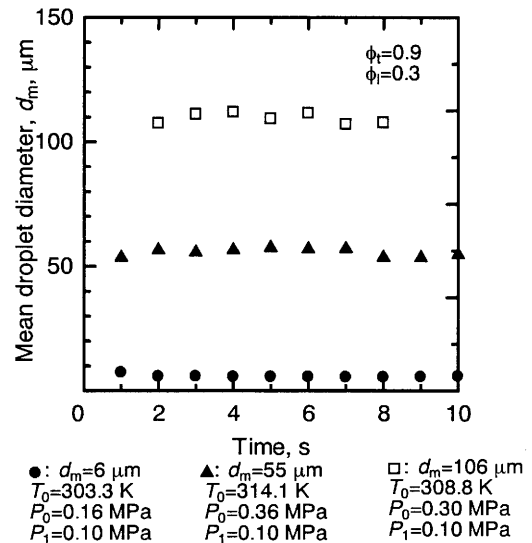 150
100
50
0
2
4
6
8
10
Mean droplet diameter, dₘ, μm
Time, s
ϕₜ=0.9
ϕₗ=0.3
●: dₘ=6 μm
T₀=303.3 K
P₀=0.16 MPa
P₁=0.10 MPa
▲: dₘ=55 μm
T₀=314.1 K
P₀=0.36 MPa
P₁=0.10 MPa
□: dₘ=106 μm
T₀=308.8 K
P₀=0.30 MPa
P₁=0.10 MPa